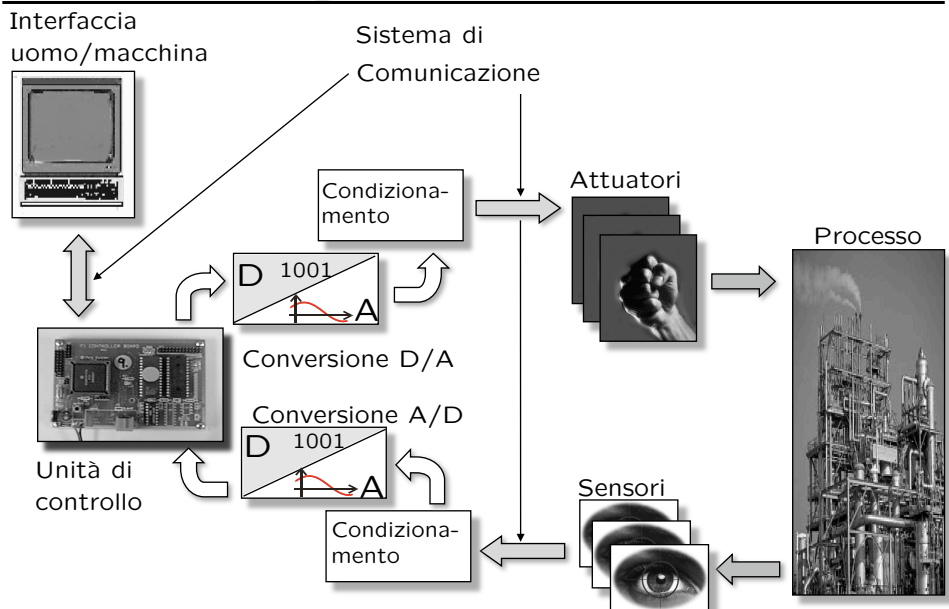 Interfaccia
uomo/macchina
Sistema di
Comunicazione
Condiziona-
mento
Attuatori
Processo
D 1001
A
Conversione D/A
Conversione A/D
D 1001
A
Unità di
controllo
Condiziona-
mento
Sensori